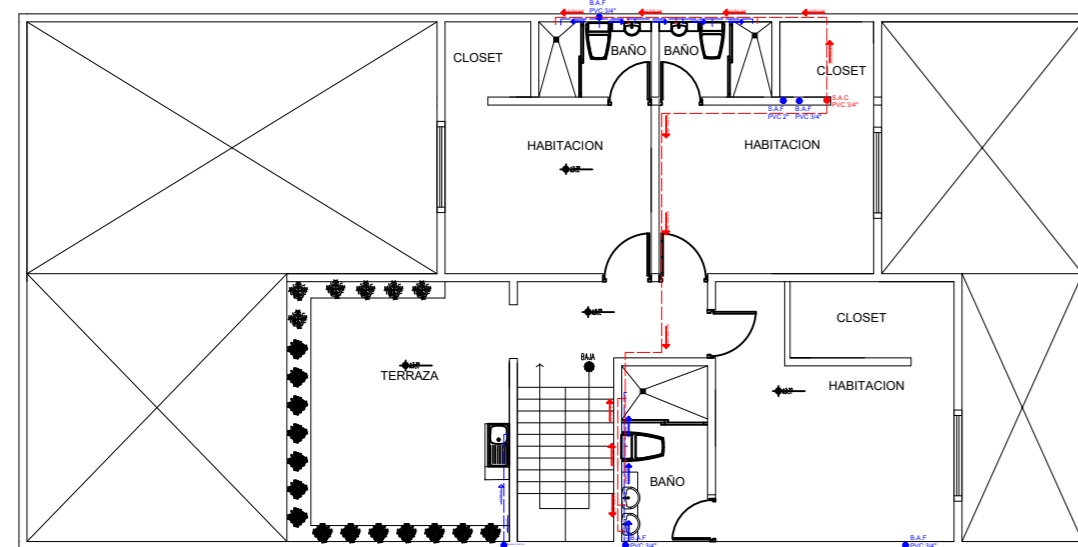 B.A.F
PVC 3/4"
CLOSET
BAÑO
BAÑO
CLOSET
S.A.F
PVC 2"
B.A.F
PVC 3/4"
S.A.C
PVC 3/4"
HABITACION
HABITACION
CLOSET
BAJA
TERRAZA
HABITACION
BAÑO
B.A.F
PVC 3/4"
B.A.F
PVC 3/4"